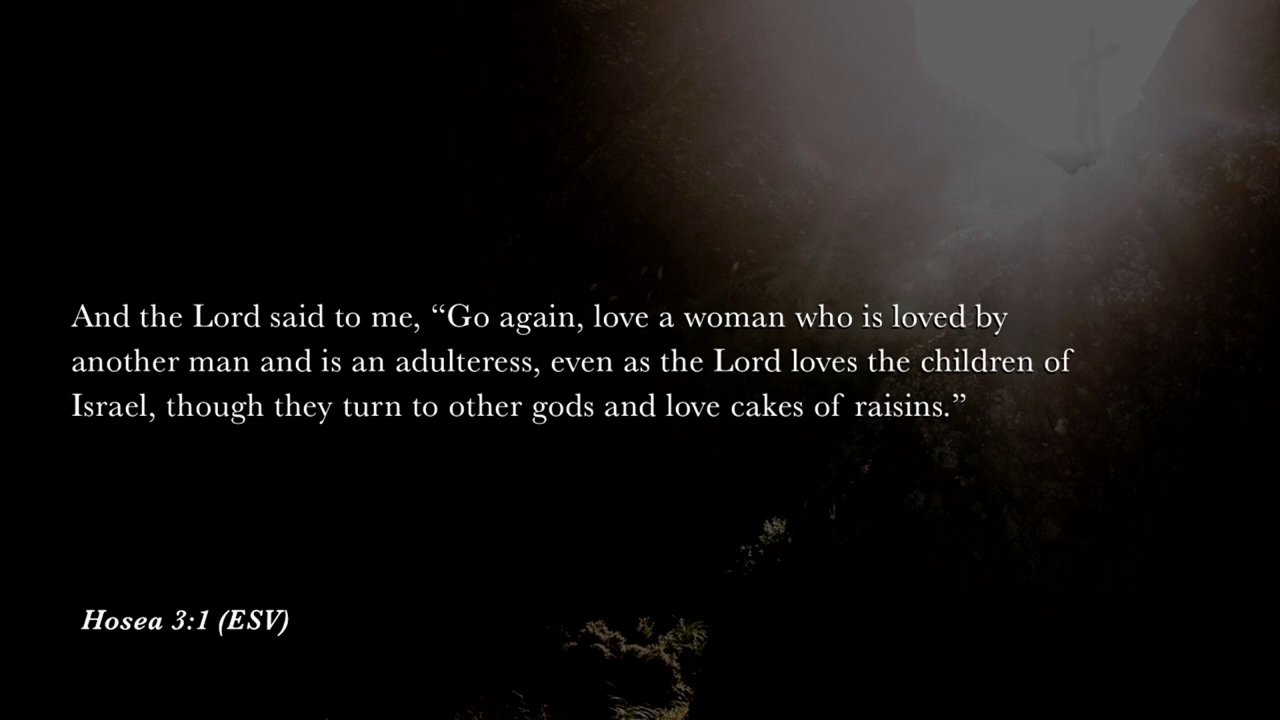 And the Lord said to me, “Go again, love a woman who is loved by
another man and is an adulteress, even as the Lord loves the children of
Israel, though they turn to other gods and love cakes of raisins.”
Hosea 3:1 (ESV)